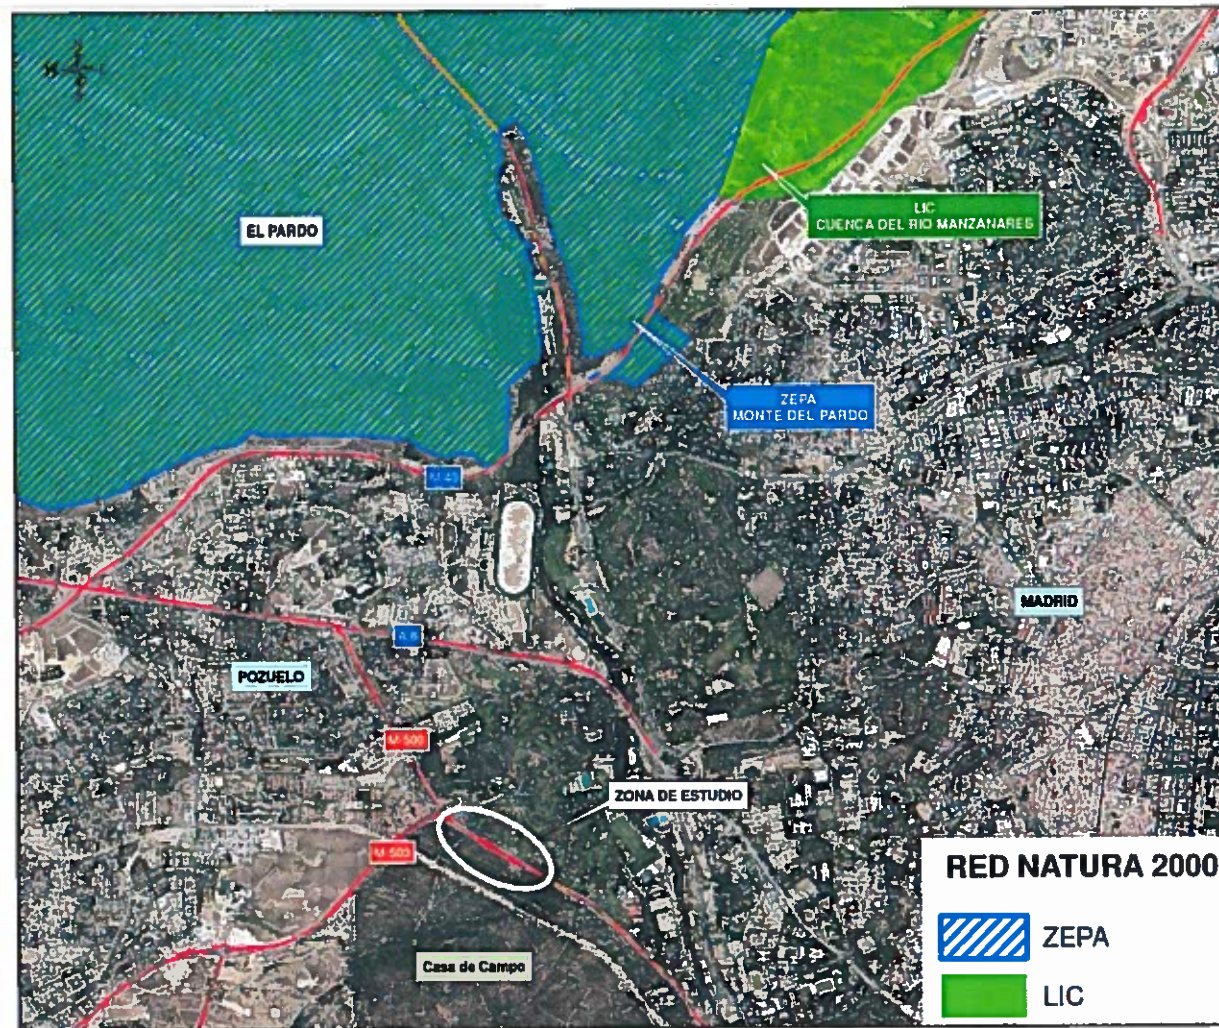 EL PARDO
LIC
CUENCA DEL RIO MANZANARES
ZEPA
MONTE DEL PARDO
M-40
MADRID
A-6
POZUELO
M-500
ZONA DE ESTUDIO
M-503
Casa de Campo
RED NATURA 2000
ZEPA
LIC